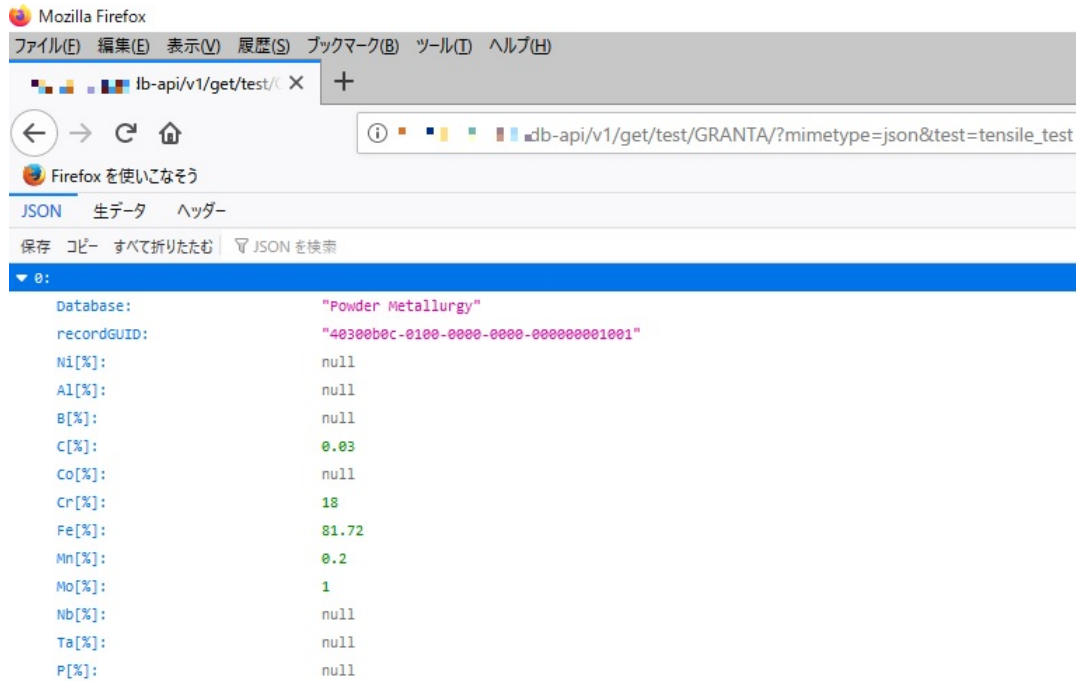 Mozilla Firefox
ファイル(F) 編集(E) 表示(V) 履歴(S) ブックマーク(B) ツール(T) ヘルプ(H)
db-api/v1/get/test/
db-api/v1/get/test/GRANTA/?mimetype=json&test=tensile_test
Firefox を使いこなそう
JSON 生データ ヘッダー
保存 コピー すべて折りたたむ JSON を検索
0:
Database: "Powder Metallurgy"
recordGUID: "40300b0c-0100-0000-0000-000000001001"
Ni[%]: null
Al[%]: null
B[%]: null
C[%]: 0.03
Co[%]: null
Cr[%]: 18
Fe[%]: 81.72
Mn[%]: 0.2
Mo[%]: 1
Nb[%]: null
Ta[%]: null
P[%]: null